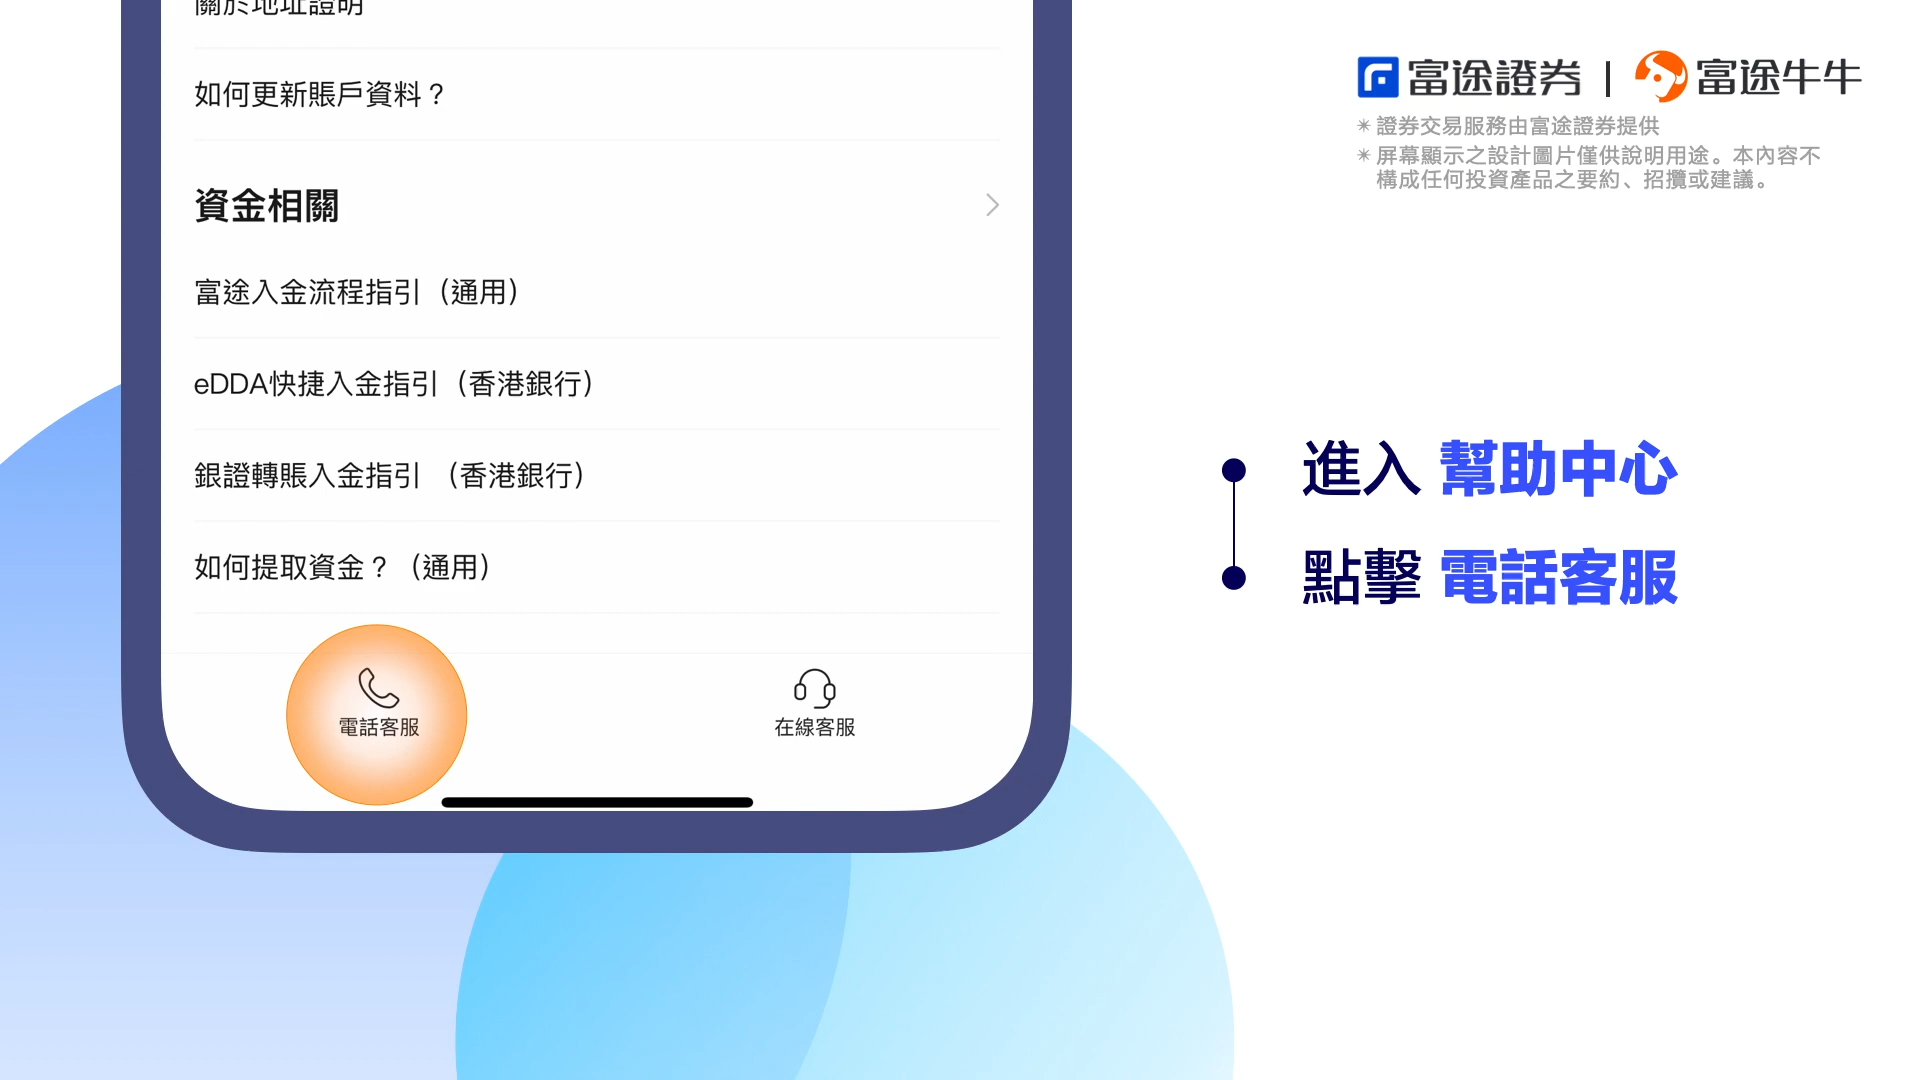 關於地址證明
如何更新賬戶資料？
資金相關
富途入金流程指引（通用）
eDDA快捷入金指引（香港銀行）
銀證轉賬入金指引 （香港銀行）
如何提取資金？（通用）
電話客服
在線客服
富途證券 | 富途牛牛
✳ 證券交易服務由富途證券提供
✳ 屏幕顯示之設計圖片僅供說明用途。本內容不
構成任何投資產品之要約、招攬或建議。
進入 幫助中心
點擊 電話客服